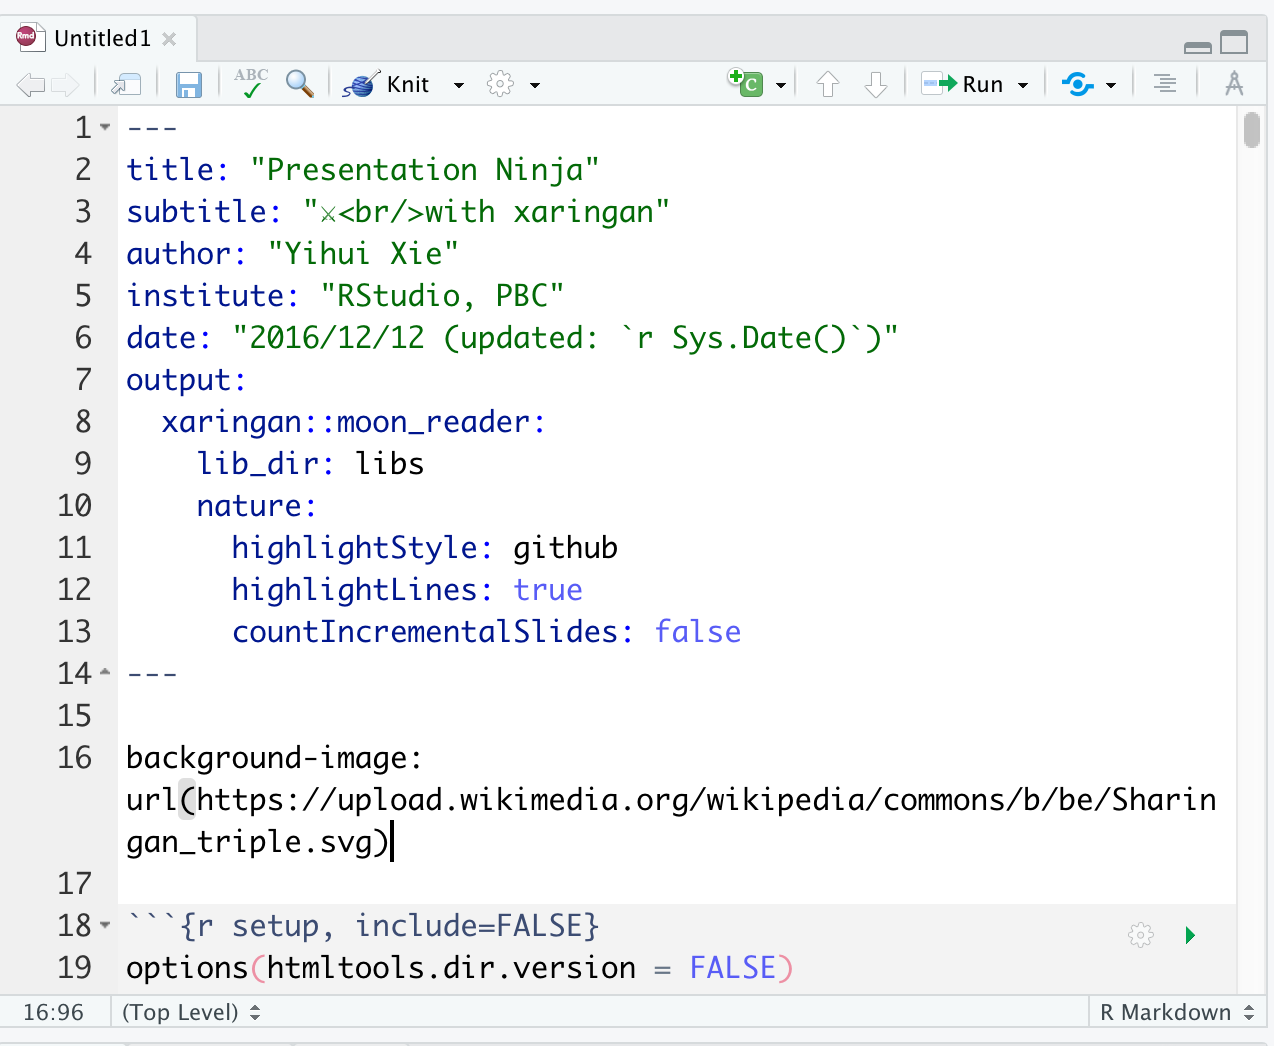 Untitled1
ABC
Knit
C
Run
1 ---
2 title: "Presentation Ninja"
3 subtitle: "⚔<br/>with xaringan"
4 author: "Yihui Xie"
5 institute: "RStudio, PBC"
6 date: "2016/12/12 (updated: `r Sys.Date()`)"
7 output:
8   xaringan::moon_reader:
9     lib_dir: libs
10     nature:
11       highlightStyle: github
12       highlightLines: true
13       countIncrementalSlides: false
14 ---
15
16 background-image:
url(https://upload.wikimedia.org/wikipedia/commons/b/be/Sharin
gan_triple.svg)
17
18 ```{r setup, include=FALSE}
19 options(htmltools.dir.version = FALSE)
16:96 (Top Level) R Markdown